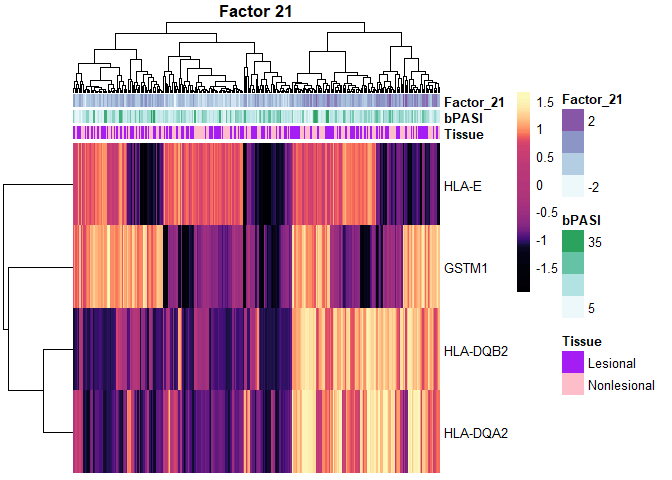 Factor 21
Factor_21
bPASI
Tissue
HLA-E
GSTM1
HLA-DQB2
HLA-DQA2
1.5
1
0.5
0
-0.5
-1
-1.5
Factor_21
2
-2
bPASI
35
5
Tissue
Lesional
Nonlesional